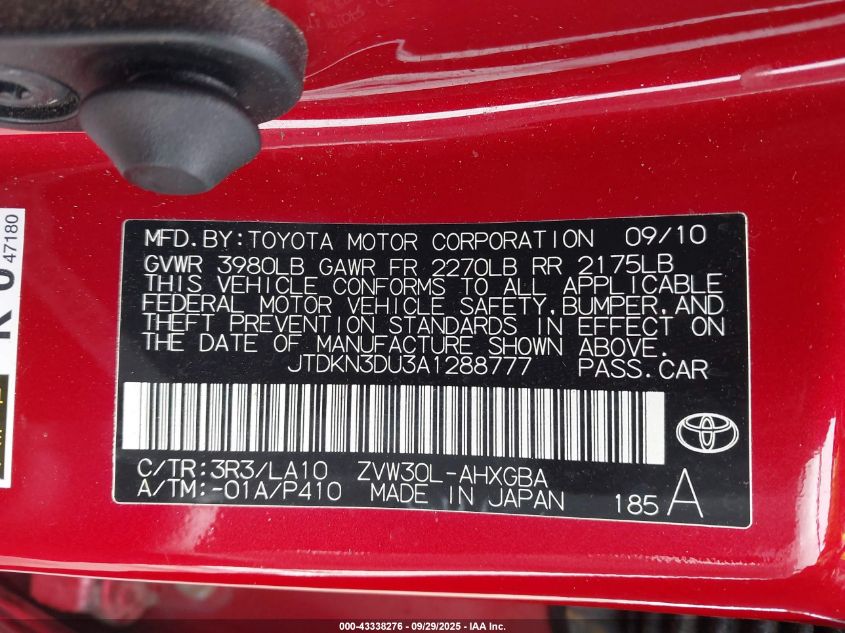 MFD.BY:TOYOTA MOTOR CORPORATION 09/10
GVWR 3980LB GAWR FR 2270LB RR 2175LB
THIS VEHICLE CONFORMS TO ALL APPLICABLE
FEDERAL MOTOR VEHICLE SAFETY,BUMPER,AND
THEFT PREVENTION STANDARDS IN EFFECT ON
THE DATE OF MANUFACTURE SHOWN ABOVE.
JTDKN3DU3A1288777 PASS.CAR
C/TR:3R3/LA10 ZVW30L-AHXGBA
A/TM:-01A/P410 MADE IN JAPAN 185 A
47180
000-43338276 - 09/29/2025 - IAA Inc.